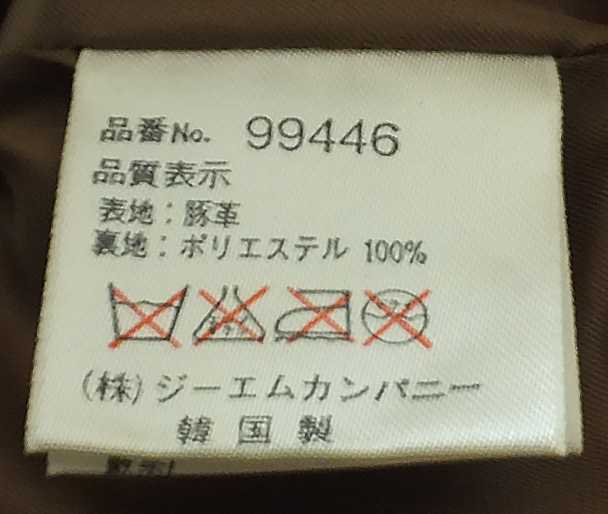 品番No. 99446
品質表示
表地：豚革
裏地：ポリエステル 100%
(株)ジーエムカンパニー
韓国製